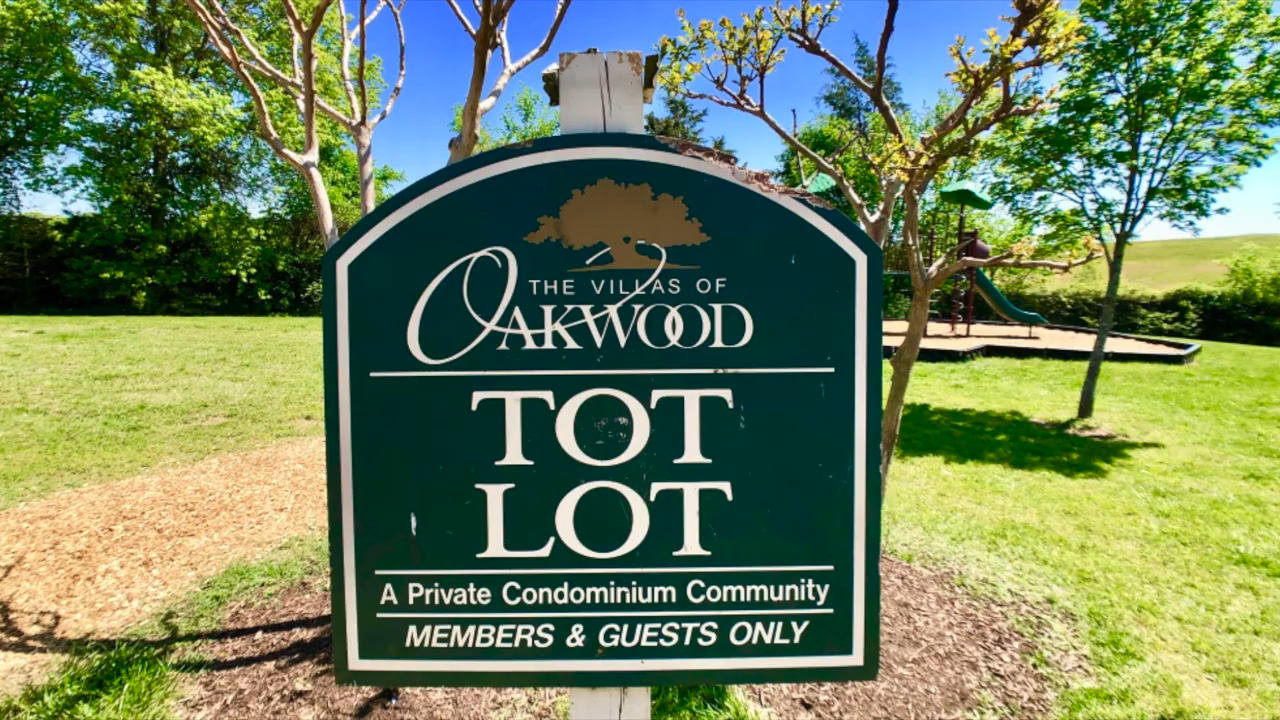 THE VILLAS OF
OAKWOOD
TOT
LOT
A Private Condominium Community
MEMBERS & GUESTS ONLY